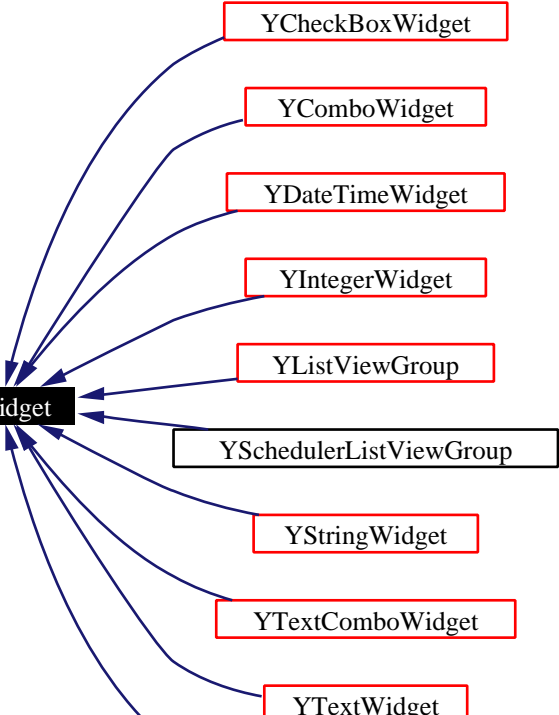 YCheckBoxWidget
YComboWidget
YDateTimeWidget
YIntegerWidget
YListViewGroup
idget
YSchedulerListViewGroup
YStringWidget
YTextComboWidget
YTextWidget